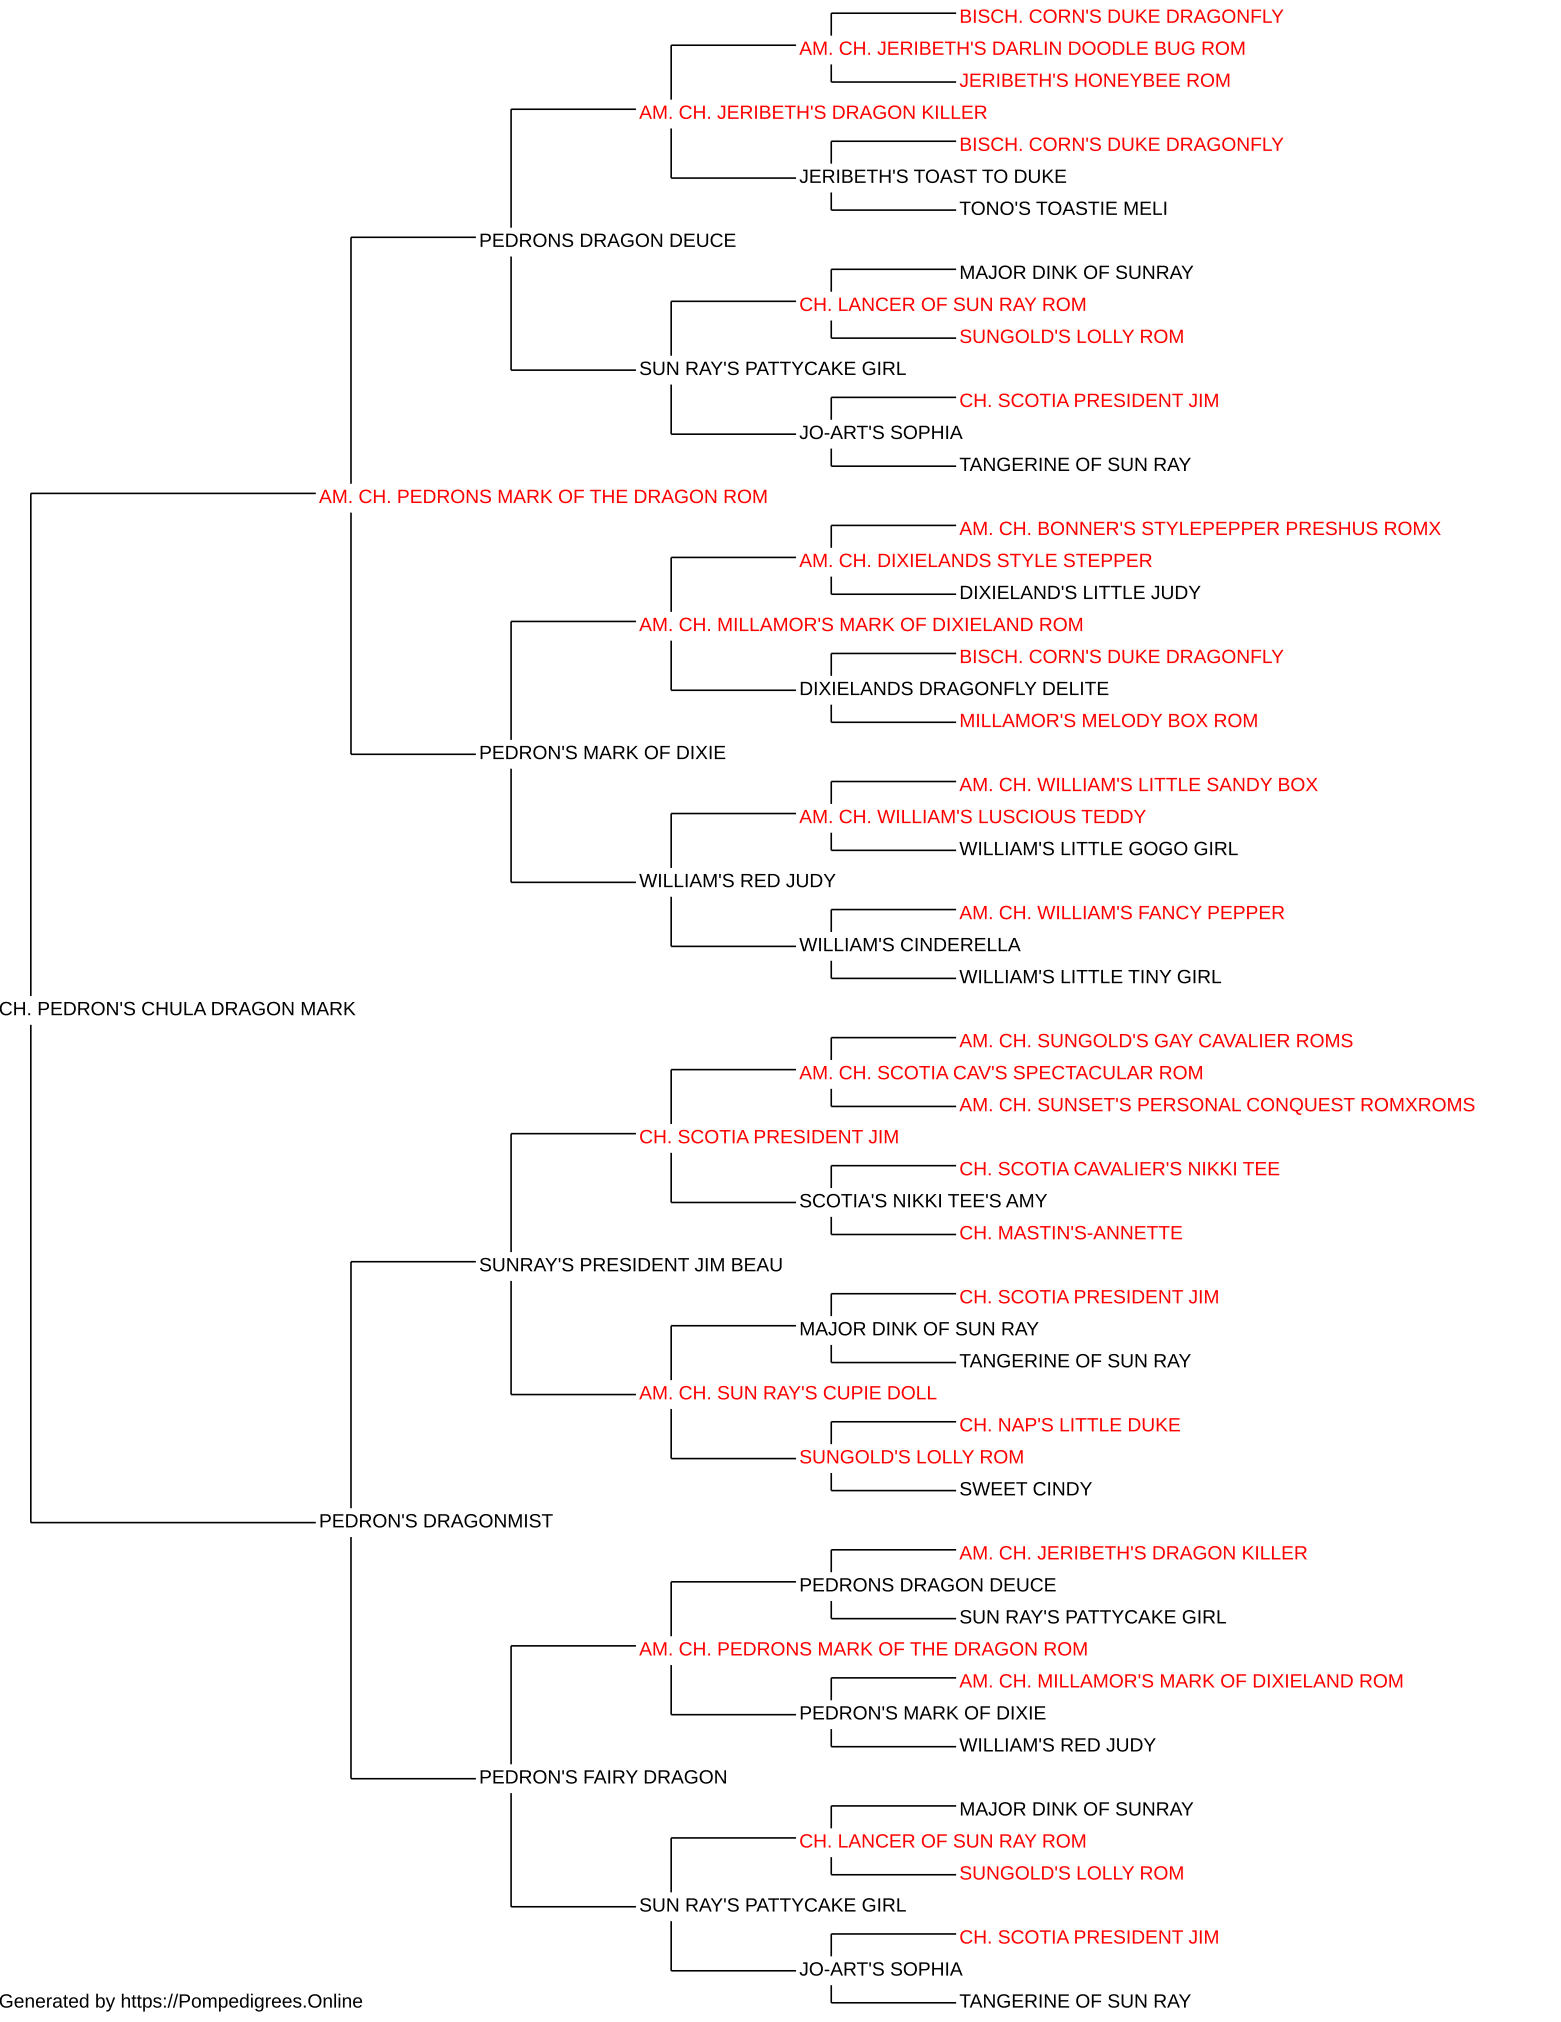 BISCH. CORN'S DUKE DRAGONFLY
AM. CH. JERIBETH'S DARLIN DOODLE BUG ROM
JERIBETH'S HONEYBEE ROM
AM. CH. JERIBETH'S DRAGON KILLER
BISCH. CORN'S DUKE DRAGONFLY
JERIBETH'S TOAST TO DUKE
TONO'S TOASTIE MELI
PEDRONS DRAGON DEUCE
MAJOR DINK OF SUNRAY
CH. LANCER OF SUN RAY ROM
SUNGOLD'S LOLLY ROM
SUN RAY'S PATTYCAKE GIRL
CH. SCOTIA PRESIDENT JIM
JO-ART'S SOPHIA
TANGERINE OF SUN RAY
AM. CH. PEDRONS MARK OF THE DRAGON ROM
AM. CH. BONNER'S STYLEPEPPER PRESHUS ROMX
AM. CH. DIXIELANDS STYLE STEPPER
DIXIELAND'S LITTLE JUDY
AM. CH. MILLAMOR'S MARK OF DIXIELAND ROM
BISCH. CORN'S DUKE DRAGONFLY
DIXIELANDS DRAGONFLY DELITE
MILLAMOR'S MELODY BOX ROM
PEDRON'S MARK OF DIXIE
AM. CH. WILLIAM'S LITTLE SANDY BOX
AM. CH. WILLIAM'S LUSCIOUS TEDDY
WILLIAM'S LITTLE GOGO GIRL
WILLIAM'S RED JUDY
AM. CH. WILLIAM'S FANCY PEPPER
WILLIAM'S CINDERELLA
WILLIAM'S LITTLE TINY GIRL
CH. PEDRON'S CHULA DRAGON MARK
AM. CH. SUNGOLD'S GAY CAVALIER ROMS
AM. CH. SCOTIA CAV'S SPECTACULAR ROM
AM. CH. SUNSET'S PERSONAL CONQUEST ROMXROMS
CH. SCOTIA PRESIDENT JIM
CH. SCOTIA CAVALIER'S NIKKI TEE
SCOTIA'S NIKKI TEE'S AMY
CH. MASTIN'S-ANNETTE
SUNRAY'S PRESIDENT JIM BEAU
CH. SCOTIA PRESIDENT JIM
MAJOR DINK OF SUN RAY
TANGERINE OF SUN RAY
AM. CH. SUN RAY'S CUPIE DOLL
CH. NAP'S LITTLE DUKE
SUNGOLD'S LOLLY ROM
SWEET CINDY
PEDRON'S DRAGONMIST
AM. CH. JERIBETH'S DRAGON KILLER
PEDRONS DRAGON DEUCE
SUN RAY'S PATTYCAKE GIRL
AM. CH. PEDRONS MARK OF THE DRAGON ROM
AM. CH. MILLAMOR'S MARK OF DIXIELAND ROM
PEDRON'S MARK OF DIXIE
WILLIAM'S RED JUDY
PEDRON'S FAIRY DRAGON
MAJOR DINK OF SUNRAY
CH. LANCER OF SUN RAY ROM
SUNGOLD'S LOLLY ROM
SUN RAY'S PATTYCAKE GIRL
CH. SCOTIA PRESIDENT JIM
JO-ART'S SOPHIA
TANGERINE OF SUN RAY
Generated by https://Pompedigrees.Online